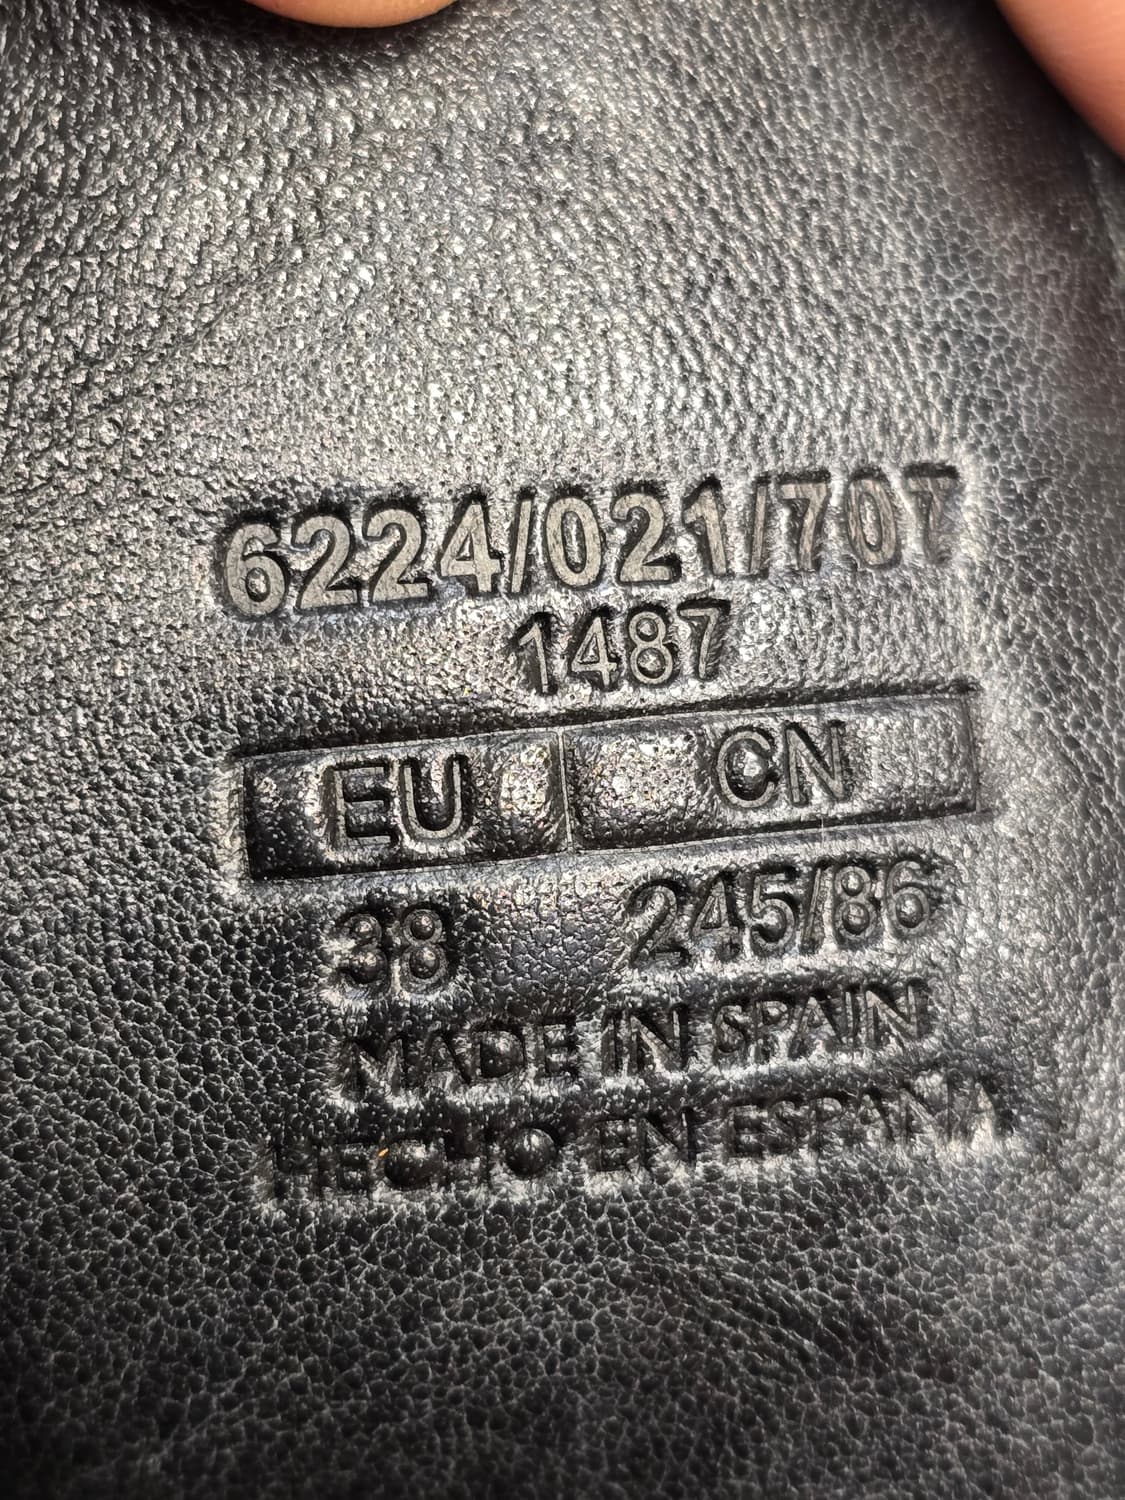 6224/021/707
1487
EU CN
38 245/86
MADE IN SPAIN
HECHO EN ESPAÑA